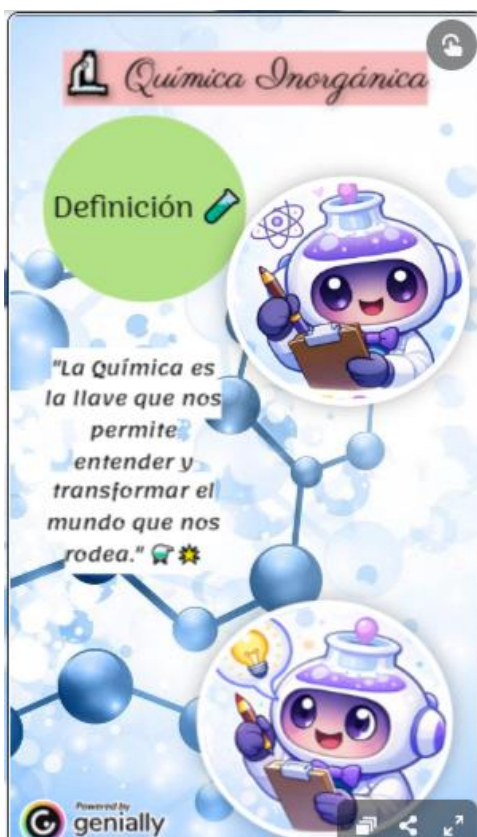 Química Inorgánica
Definición
"La Química es
la llave que nos
permite
entender y
transformar el
mundo que nos
rodea."
Powered by
genially